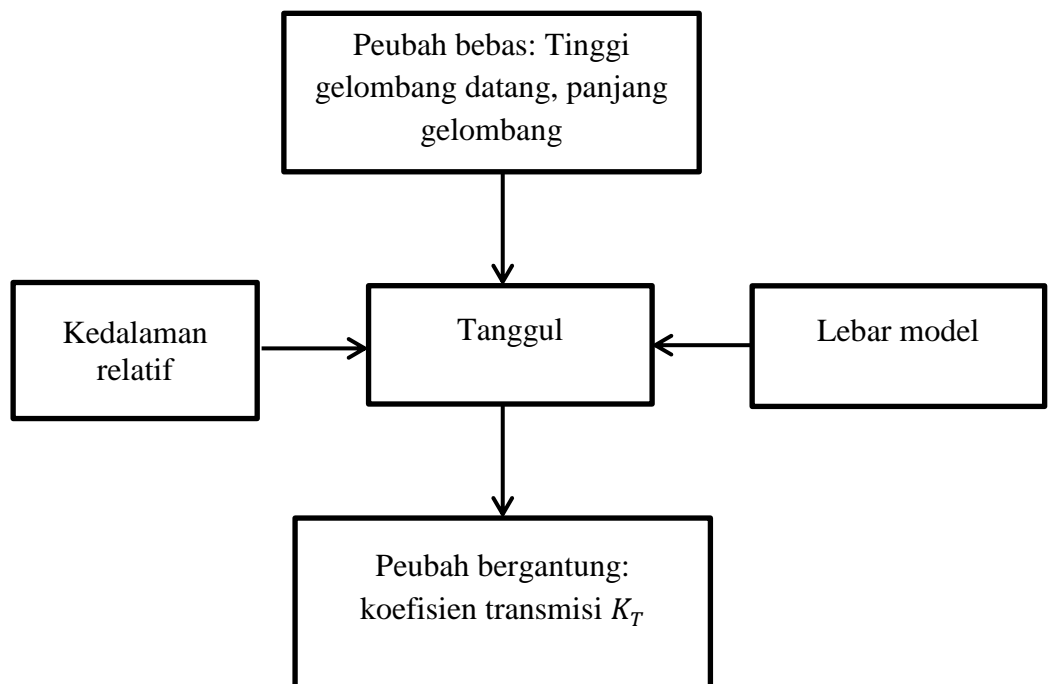 Peubah bebas: Tinggi
gelombang datang, panjang
gelombang
Kedalaman
relatif
Tanggul
Lebar model
Peubah bergantung:
koefisien transmisi K_T